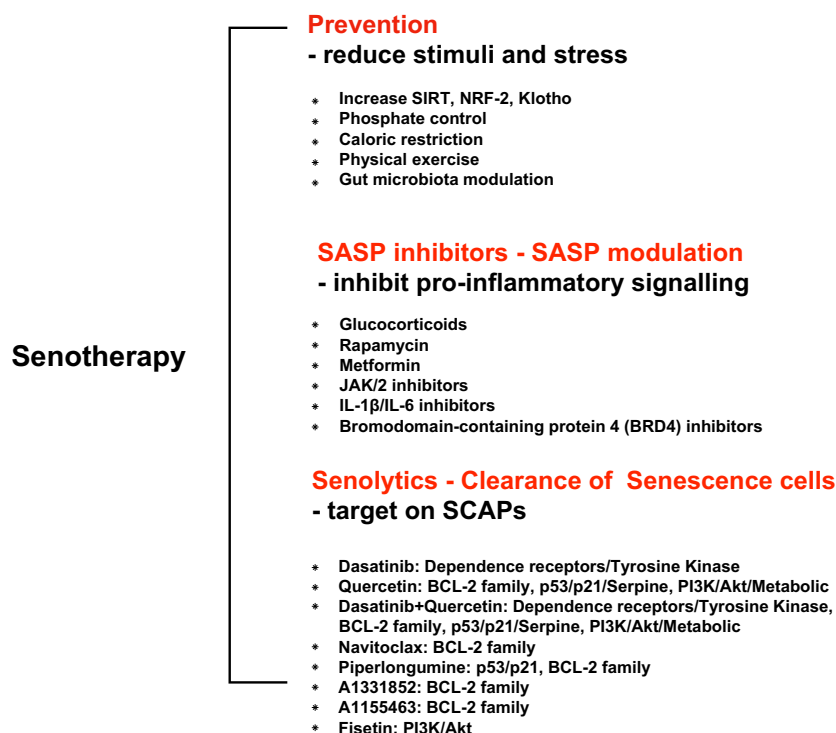 Prevention
- reduce stimuli and stress
* Increase SIRT, NRF-2, Klotho
* Phosphate control
* Caloric restriction
* Physical exercise
* Gut microbiota modulation
SASP inhibitors - SASP modulation
- inhibit pro-inflammatory signalling
* Glucocorticoids
* Rapamycin
* Metformin
* JAK/2 inhibitors
* IL-1β/IL-6 inhibitors
* Bromodomain-containing protein 4 (BRD4) inhibitors
Senotherapy
Senolytics - Clearance of Senescence cells
- target on SCAPs
* Dasatinib: Dependence receptors/Tyrosine Kinase
* Quercetin: BCL-2 family, p53/p21/Serpine, PI3K/Akt/Metabolic
* Dasatinib+Quercetin: Dependence receptors/Tyrosine Kinase,
BCL-2 family, p53/p21/Serpine, PI3K/Akt/Metabolic
* Navitoclax: BCL-2 family
* Piperlongumine: p53/p21, BCL-2 family
* A1331852: BCL-2 family
* A1155463: BCL-2 family
* Fisetin: PI3K/Akt